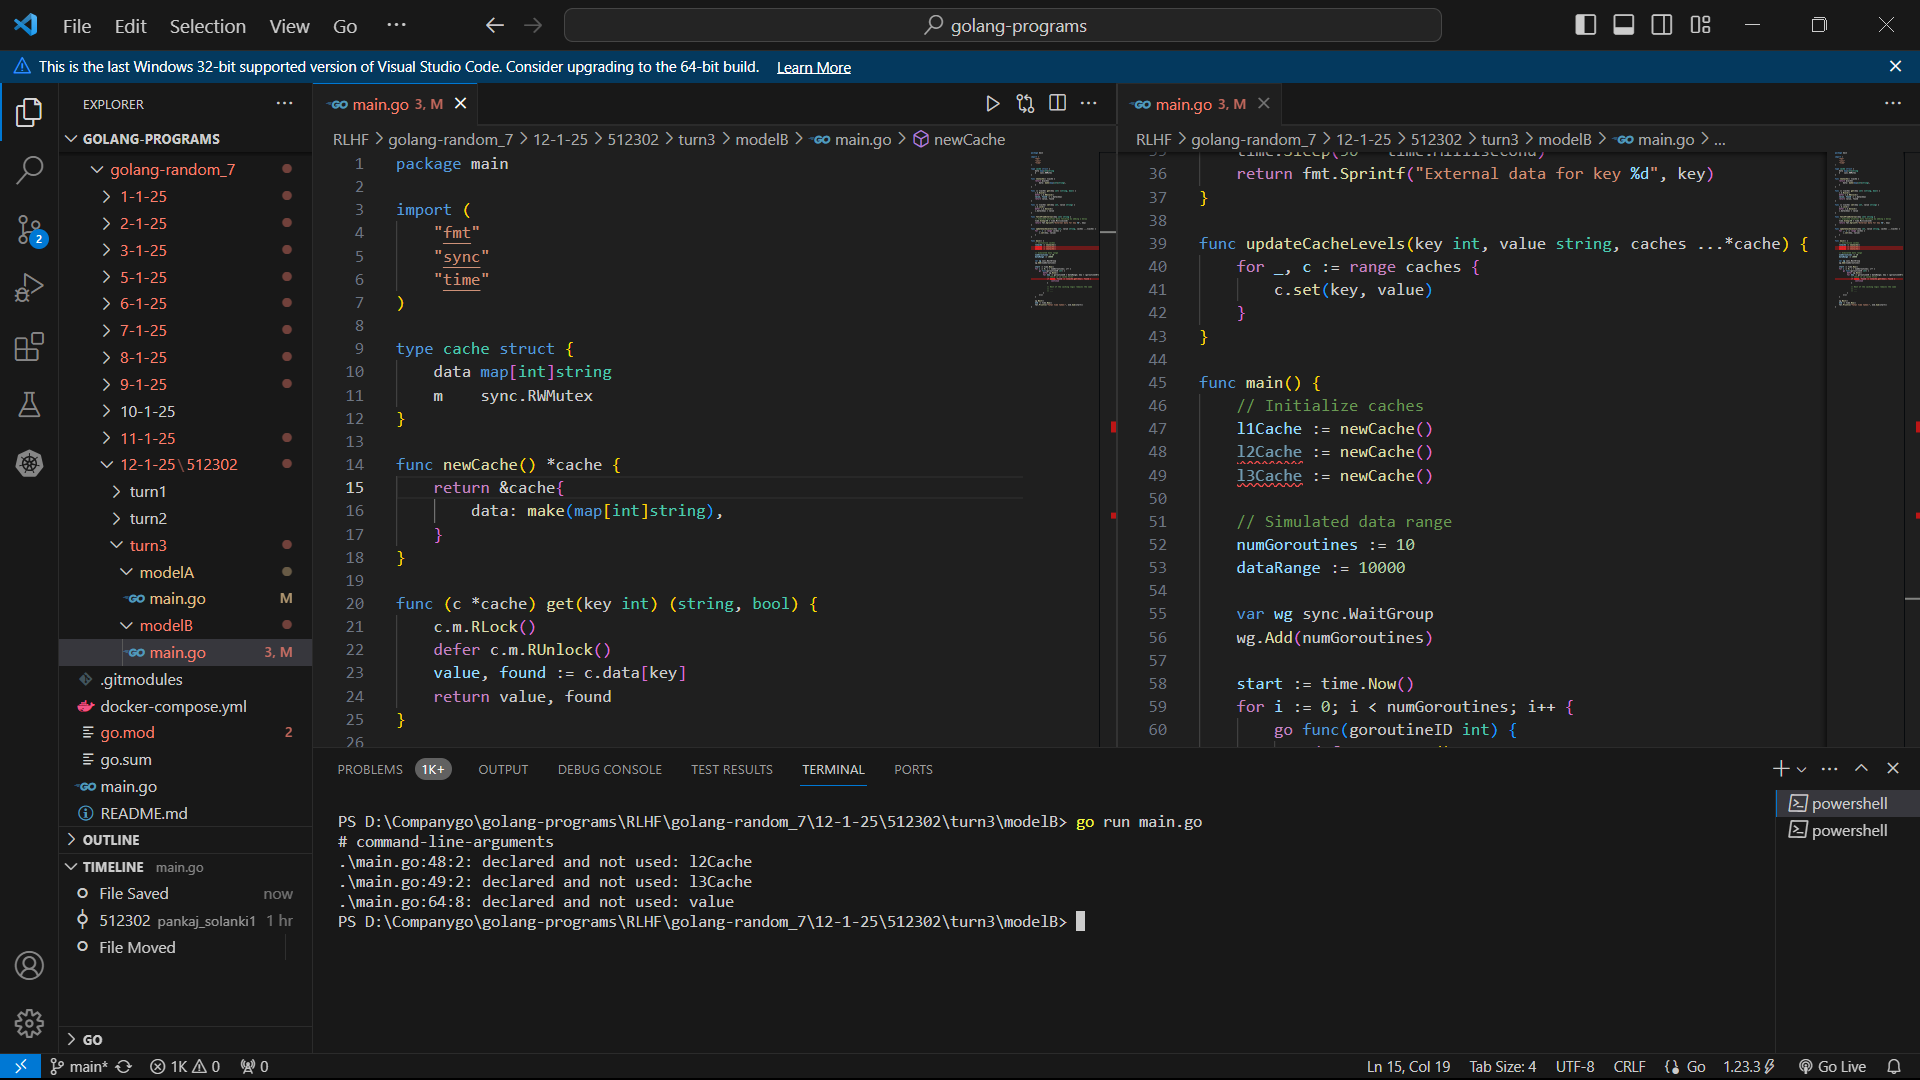 File Edit Selection View Go ···
golang-programs
This is the last Windows 32-bit supported version of Visual Studio Code. Consider upgrading to the 64-bit build. Learn More
EXPLORER
GOLANG-PROGRAMS
golang-random_7
1-1-25
2-1-25
3-1-25
5-1-25
6-1-25
7-1-25
8-1-25
9-1-25
10-1-25
11-1-25
12-1-25\512302
turn1
turn2
turn3
modelA
main.go M
modelB
main.go 3, M
.gitmodules
docker-compose.yml
go.mod 2
go.sum
main.go
README.md
OUTLINE
TIMELINE main.go
File Saved now
512302 pankaj_solanki1 1 hr
File Moved
GO
2
main.go 3, M
RLHF > golang-random_7 > 12-1-25 > 512302 > turn3 > modelB > main.go > newCache
1 package main
2
3 import (
4 "fmt"
5 "sync"
6 "time"
7 )
8
9 type cache struct {
10 data map[int]string
11 m sync.RWMutex
12 }
13
14 func newCache() *cache {
15 return &cache{
16 data: make(map[int]string),
17 }
18 }
19
20 func (c *cache) get(key int) (string, bool) {
21 c.m.RLock()
22 defer c.m.RUnlock()
23 value, found := c.data[key]
24 return value, found
25 }
26
main.go 3, M
RLHF > golang-random_7 > 12-1-25 > 512302 > turn3 > modelB > main.go > ...
36 return fmt.Sprintf("External data for key %d", key)
37 }
38
39 func updateCacheLevels(key int, value string, caches ...*cache) {
40 for _, c := range caches {
41 c.set(key, value)
42 }
43 }
44
45 func main() {
46 // Initialize caches
47 l1Cache := newCache()
48 l2Cache := newCache()
49 l3Cache := newCache()
50
51 // Simulated data range
52 numGoroutines := 10
53 dataRange := 10000
54
55 var wg sync.WaitGroup
56 wg.Add(numGoroutines)
57
58 start := time.Now()
59 for i := 0; i < numGoroutines; i++ {
60 go func(goroutineID int) {
PROBLEMS 1K+ OUTPUT DEBUG CONSOLE TEST RESULTS TERMINAL PORTS
PS D:\Companygo\golang-programs\RLHF\golang-random_7\12-1-25\512302\turn3\modelB> go run main.go
# command-line-arguments
.\main.go:48:2: declared and not used: l2Cache
.\main.go:49:2: declared and not used: l3Cache
.\main.go:64:8: declared and not used: value
PS D:\Companygo\golang-programs\RLHF\golang-random_7\12-1-25\512302\turn3\modelB>
powershell
powershell
main* 1K 0 0
Ln 15, Col 19 Tab Size: 4 UTF-8 CRLF Go 1.23.3 Go Live